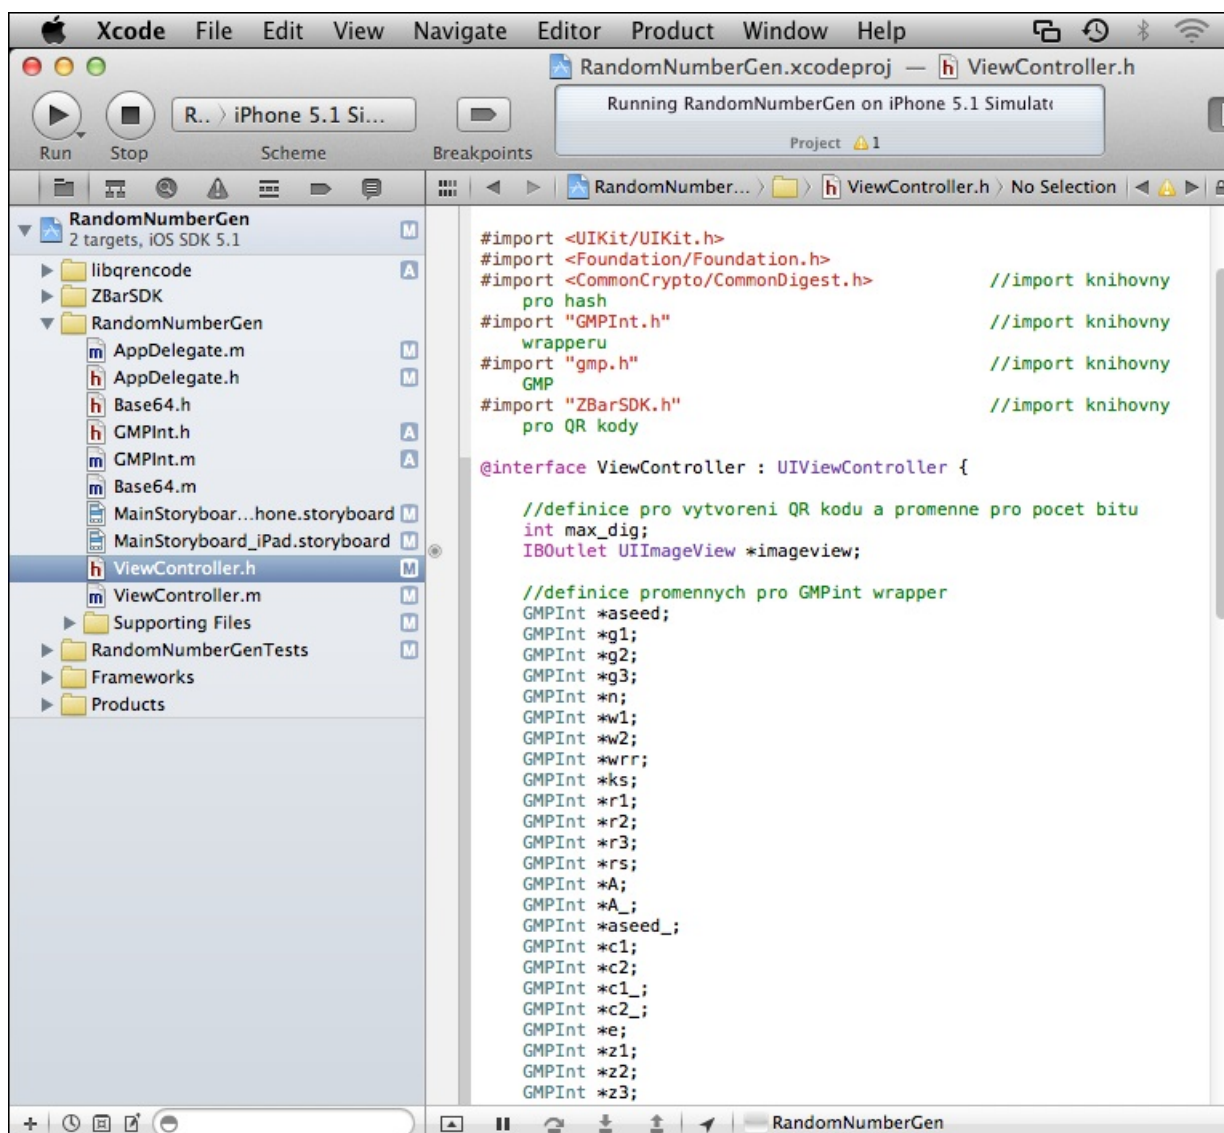 Xcode File Edit View Navigate Editor Product Window Help
RandomNumberGen.xcodeproj — h ViewController.h
R.. › iPhone 5.1 Si...
Running RandomNumberGen on iPhone 5.1 Simulat
Project 1
Run Stop Scheme Breakpoints
RandomNumber... › h ViewController.h › No Selection
RandomNumberGen M
2 targets, iOS SDK 5.1
libqrencode A
ZBarSDK
RandomNumberGen
m AppDelegate.m M
h AppDelegate.h M
h Base64.h
h GMPInt.h A
m GMPInt.m A
m Base64.m
MainStoryboar...hone.storyboard M
MainStoryboard_iPad.storyboard M
h ViewController.h M
m ViewController.m M
Supporting Files M
RandomNumberGenTests M
Frameworks
Products
#import <UIKit/UIKit.h>
#import <Foundation/Foundation.h>
#import <CommonCrypto/CommonDigest.h> //import knihovny
pro hash
#import "GMPInt.h" //import knihovny
wrapperu
#import "gmp.h" //import knihovny
GMP
#import "ZBarSDK.h" //import knihovny
pro QR kody
@interface ViewController : UIViewController {
//definice pro vytvoreni QR kodu a promenne pro pocet bitu
int max_dig;
IBOutlet UIImageView *imageview;
//definice promennych pro GMPint wrapper
GMPInt *aseed;
GMPInt *g1;
GMPInt *g2;
GMPInt *g3;
GMPInt *n;
GMPInt *w1;
GMPInt *w2;
GMPInt *wrr;
GMPInt *ks;
GMPInt *r1;
GMPInt *r2;
GMPInt *r3;
GMPInt *rs;
GMPInt *A;
GMPInt *A_;
GMPInt *aseed_;
GMPInt *c1;
GMPInt *c2;
GMPInt *c1_;
GMPInt *c2_;
GMPInt *e;
GMPInt *z1;
GMPInt *z2;
GMPInt *z3;
RandomNumberGen